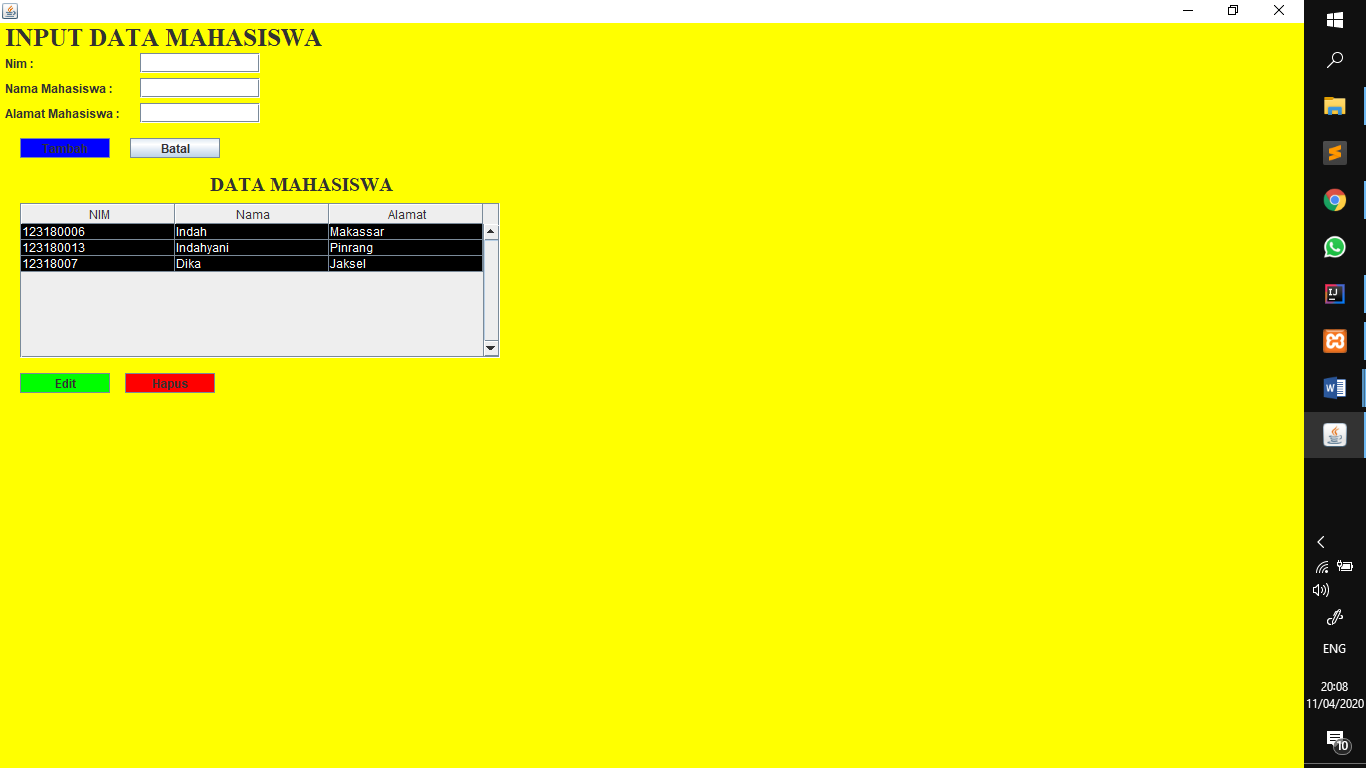 INPUT DATA MAHASISWA
Nim :
Nama Mahasiswa :
Alamat Mahasiswa :
Tambah Batal
DATA MAHASISWA
NIM Nama Alamat
123180006 Indah Makassar
123180013 Indahyani Pinrang
12318007 Dika Jaksel
Edit Hapus
IJ
W
ENG
20:08
11/04/2020
10